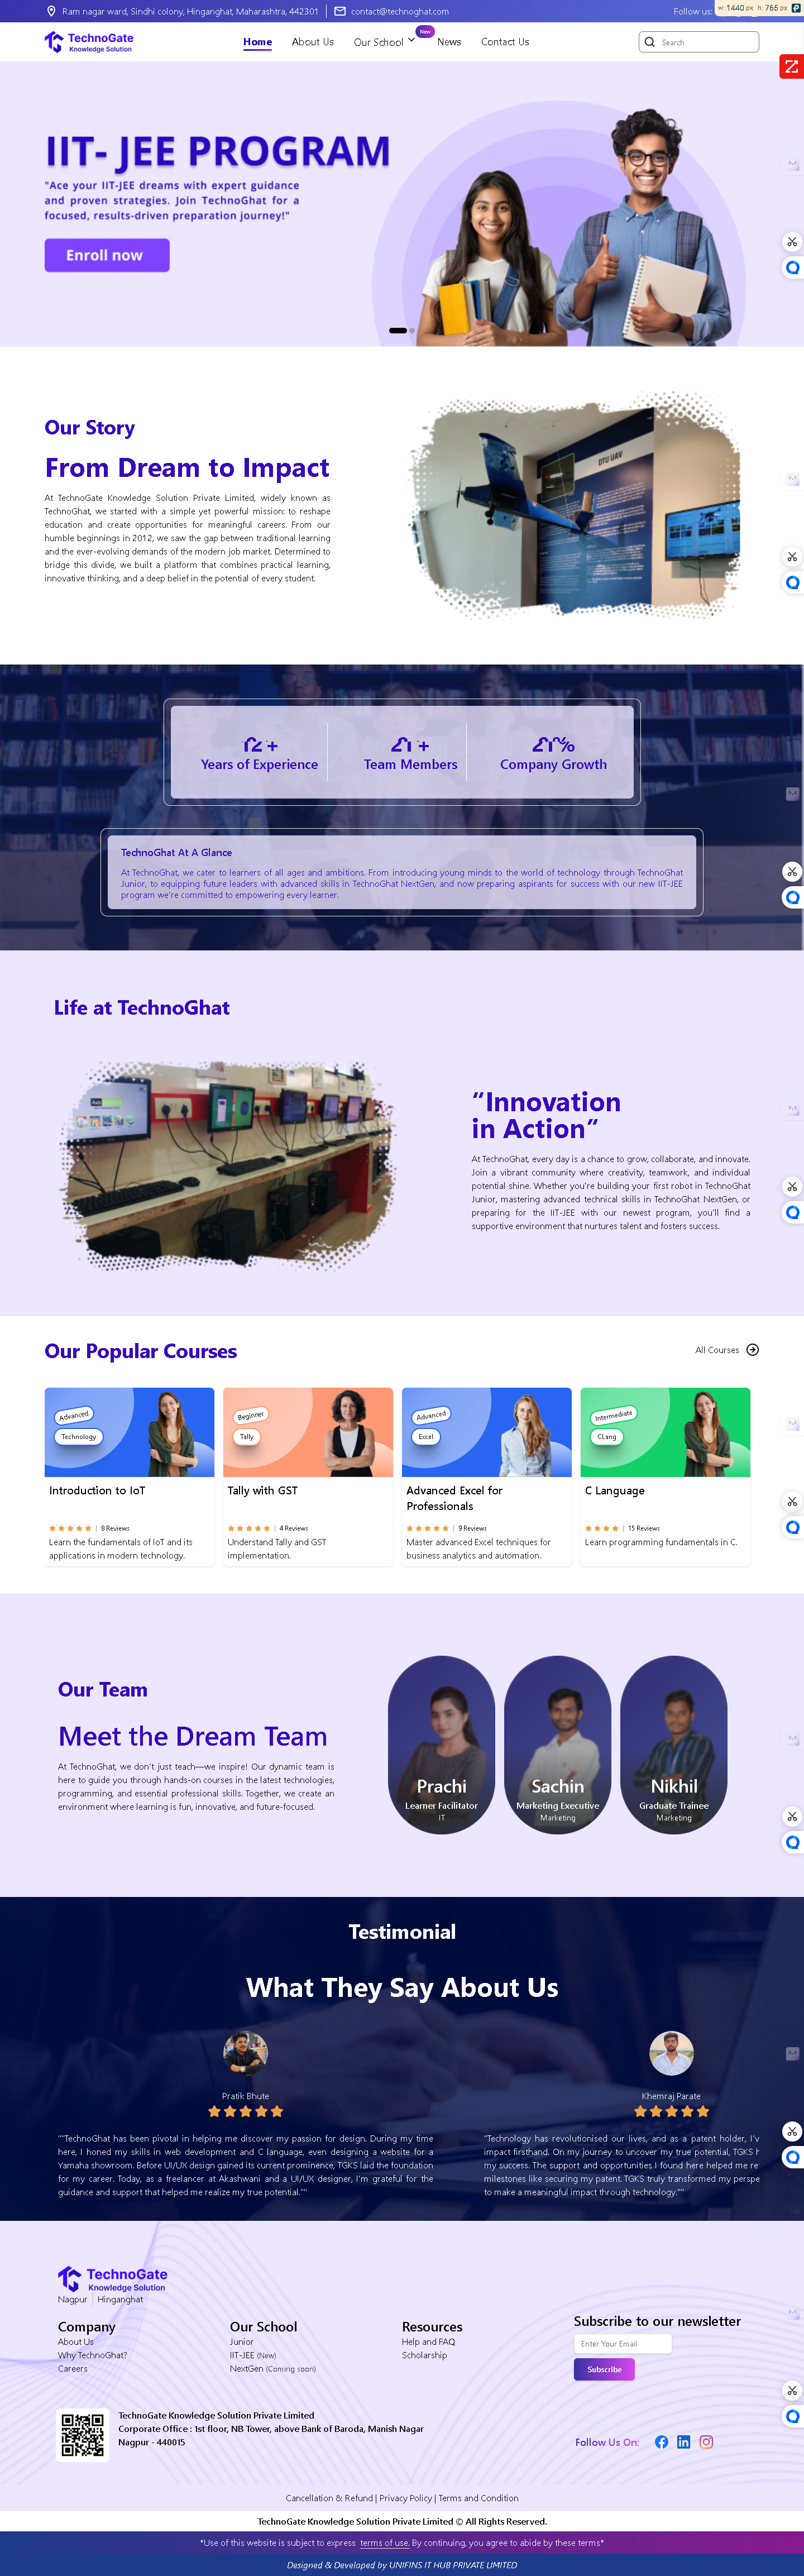 Ram nagar ward, Sindhi colony, Hinganghat, Maharashtra, 442301
contact@technoghat.com
Follow us:
w: 1440 px h: 765 px
TechnoGate
Knowledge Solution
Home
About Us
Our School
New
News
Contact Us
Search
IIT- JEE PROGRAM
"Ace your IIT-JEE dreams with expert guidance
and proven strategies. Join TechnoGhat for a
focused, results-driven preparation journey!"
Enroll now
DTU UAV
Our Story
From Dream to Impact
At TechnoGate Knowledge Solution Private Limited, widely known as
TechnoGhat, we started with a simple yet powerful mission: to reshape
education and create opportunities for meaningful careers. From our
humble beginnings in 2012, we saw the gap between traditional learning
and the ever-evolving demands of the modern job market. Determined to
bridge this divide, we built a platform that combines practical learning,
innovative thinking, and a deep belief in the potential of every student.
Years of Experience
Team Members
Company Growth
TechnoGhat At A Glance
At TechnoGhat, we cater to learners of all ages and ambitions. From introducing young minds to the world of technology through TechnoGhat
Junior, to equipping future leaders with advanced skills in TechnoGhat NextGen, and now preparing aspirants for success with our new IIT-JEE
program we're committed to empowering every learner.
Life at TechnoGhat
“Innovation
in Action”
At TechnoGhat, every day is a chance to grow, collaborate, and innovate.
Join a vibrant community where creativity, teamwork, and individual
potential shine. Whether you're building your first robot in TechnoGhat
Junior, mastering advanced technical skills in TechnoGhat NextGen, or
preparing for the IIT-JEE with our newest program, you'll find a
supportive environment that nurtures talent and fosters success.
Our Popular Courses
All Courses
Advanced
Technology
Introduction to IoT
| 8 Reviews
Learn the fundamentals of IoT and its
applications in modern technology.
Beginner
Tally
Tally with GST
| 4 Reviews
Understand Tally and GST
implementation.
Advanced
Excel
Advanced Excel for
Professionals
| 9 Reviews
Master advanced Excel techniques for
business analytics and automation.
Intermediate
CLang
C Language
| 15 Reviews
Learn programming fundamentals in C.
Our Team
Meet the Dream Team
At TechnoGhat, we don't just teach—we inspire! Our dynamic team is
here to guide you through hands-on courses in the latest technologies,
programming, and essential professional skills. Together, we create an
environment where learning is fun, innovative, and future-focused.
Prachi
Learner Facilitator
IT
Sachin
Marketing Executive
Marketing
Nikhil
Graduate Trainee
Marketing
Testimonial
What They Say About Us
Pratik Bhute
""TechnoGhat has been pivotal in helping me discover my passion for design. During my time
here, I honed my skills in web development and C language, even designing a website for a
Yamaha showroom. Before UI/UX design gained its current prominence, TGKS laid the foundation
for my career. Today, as a freelancer at Akashwani and a UI/UX designer, I'm grateful for the
guidance and support that helped me realize my true potential.""
Khemraj Parate
"Technology has revolutionised our lives, and as a patent holder, I'v
impact firsthand. On my journey to uncover my true potential, TGKS h
my success. The support and opportunities I found here helped me re
milestones like securing my patent. TGKS truly transformed my perspe
to make a meaningful impact through technology.""
TechnoGate
Knowledge Solution
Nagpur | Hinganghat
Company
About Us
Why TechnoGhat?
Careers
Our School
Junior
IIT-JEE (New)
NextGen (Coming soon)
Resources
Help and FAQ
Scholarship
Subscribe to our newsletter
Enter Your Email
Subscribe
TechnoGate Knowledge Solution Private Limited
Corporate Office : 1st floor, NB Tower, above Bank of Baroda, Manish Nagar
Nagpur - 440015
Follow Us On:
Cancellation & Refund | Privacy Policy | Terms and Condition
TechnoGate Knowledge Solution Private Limited © All Rights Reserved.
*Use of this website is subject to express terms of use. By continuing, you agree to abide by these terms*
Designed & Developed by UNIFINS IT HUB PRIVATE LIMITED